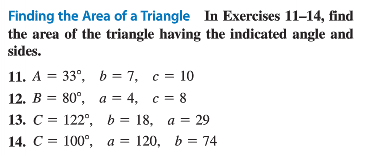 Finding the Area of a Triangle In Exercises 11–14, find
the area of the triangle having the indicated angle and
sides.
11. A = 33°, b = 7, c = 10
12. B = 80°, a = 4, c = 8
13. C = 122°, b = 18, a = 29
14. C = 100°, a = 120, b = 74